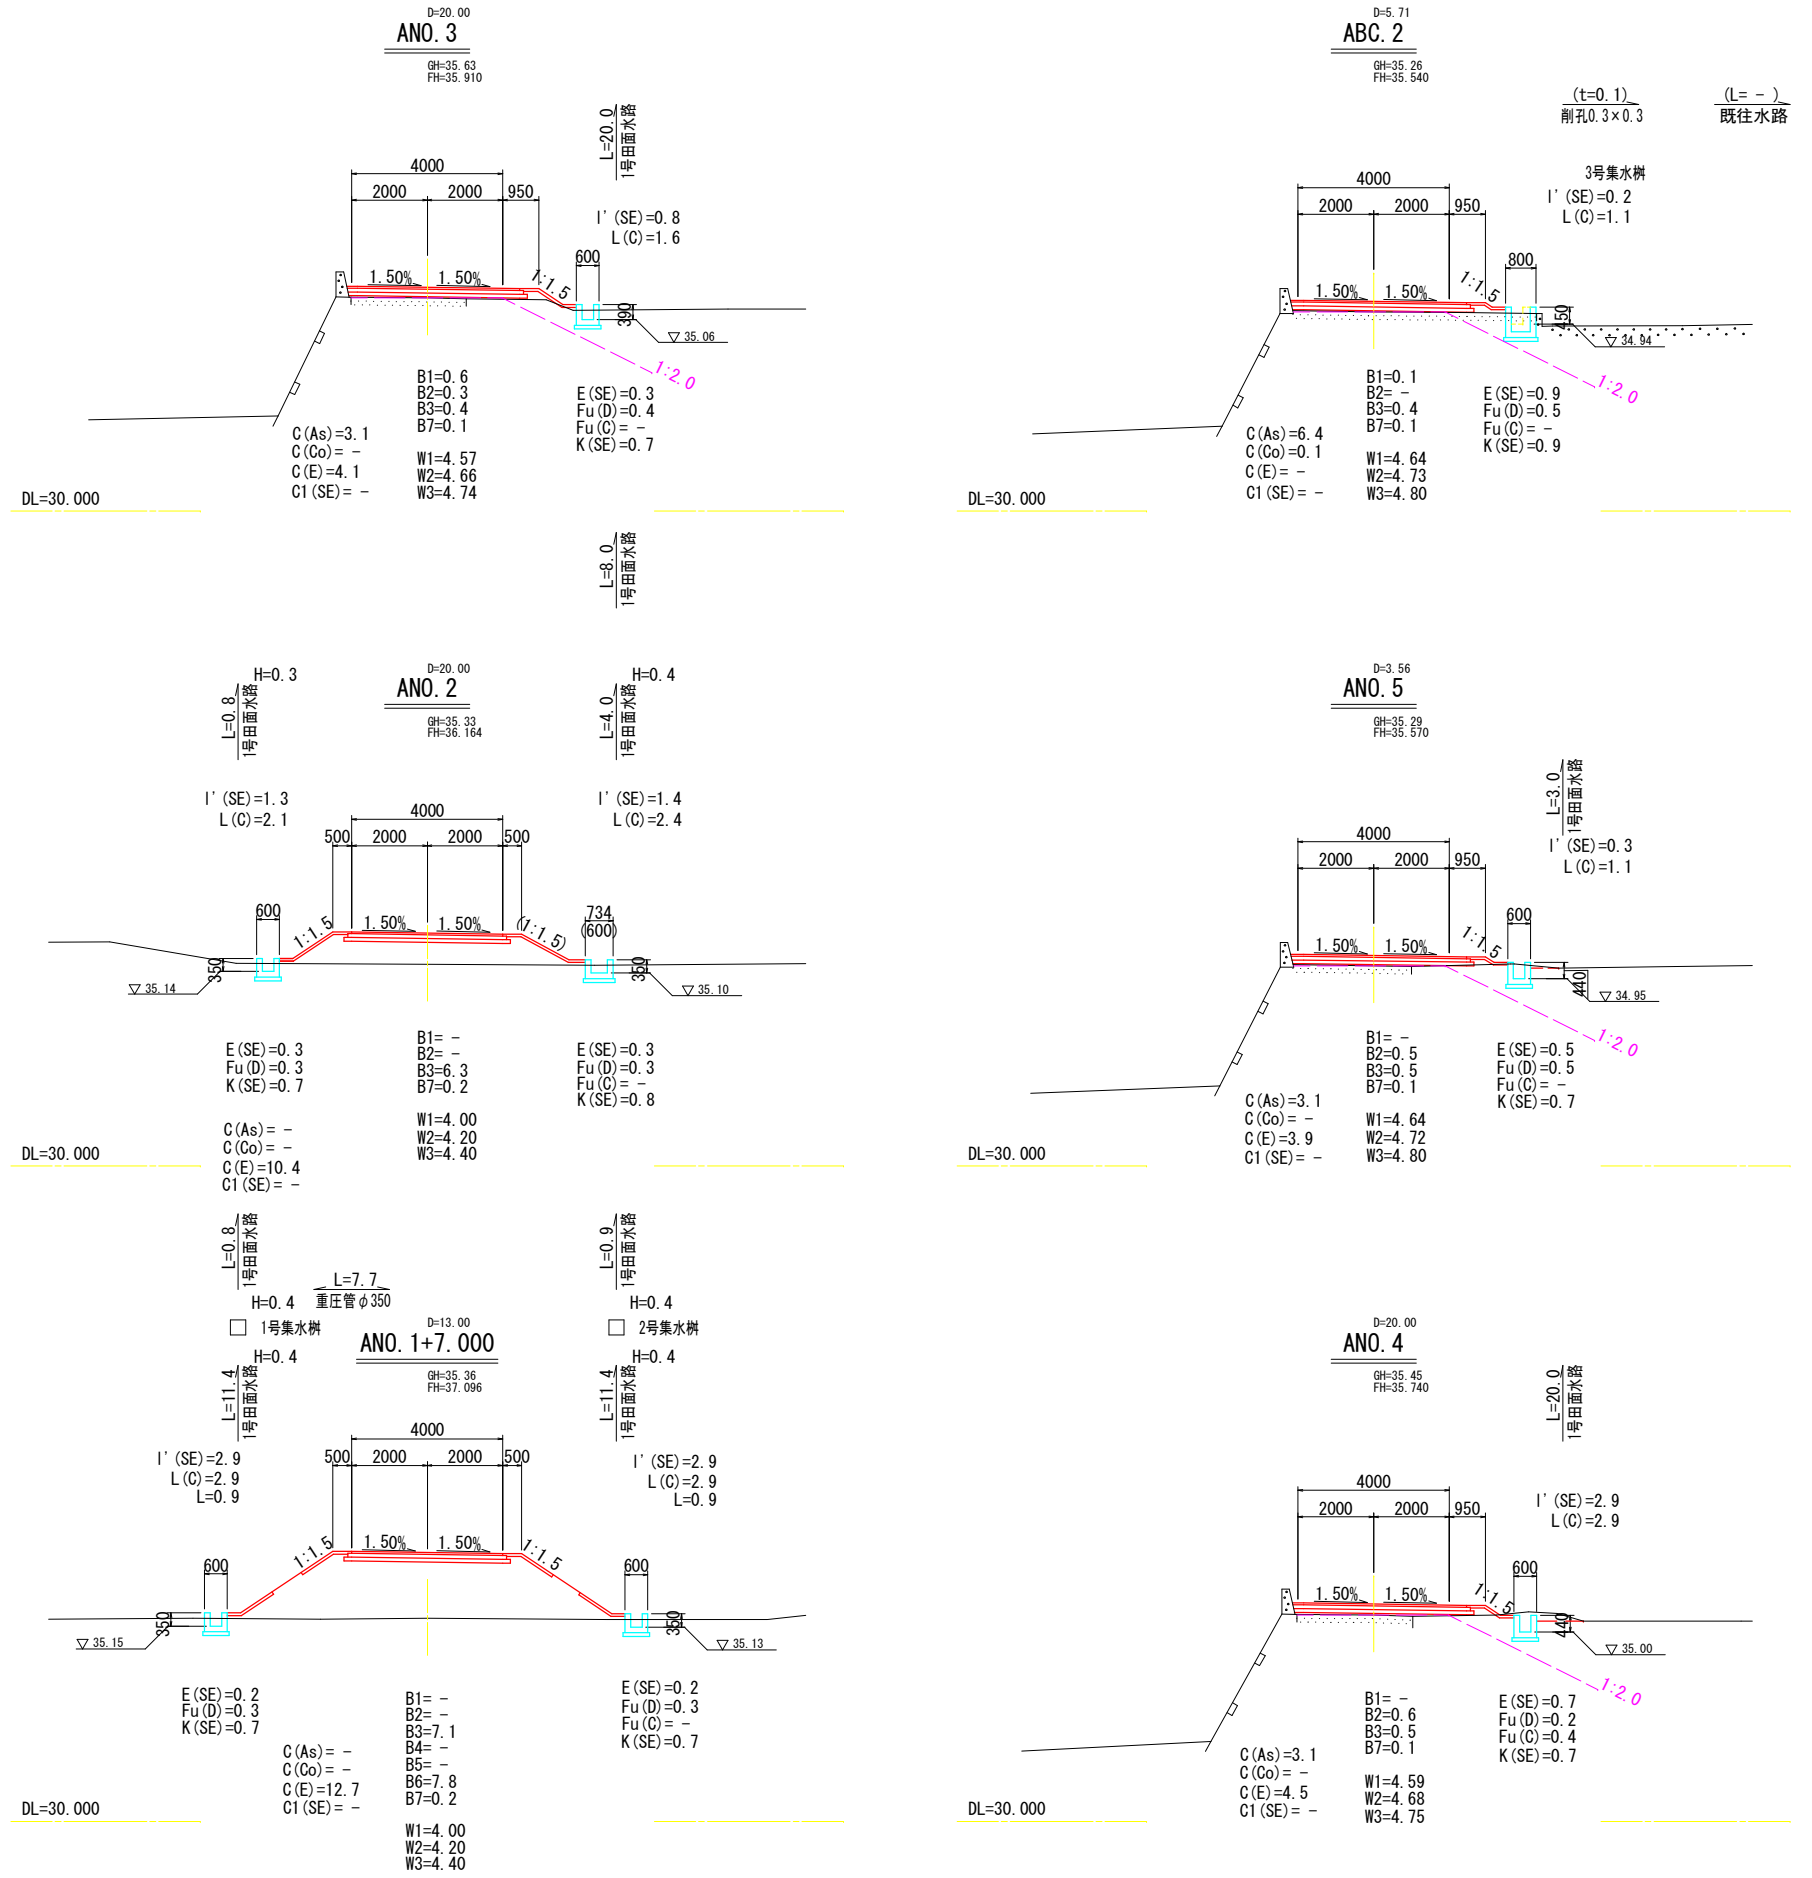 D=20.00
ANO.3
GH=35.63
FH=35.910
L=20.0
1号田面水路
4000
2000
2000
950
l'(SE)=0.8
L(C)=1.6
600
1.50%
1.50%
1:1.5
390
▽ 35.06
1:2.0
B1=0.6
B2=0.3
B3=0.4
B7=0.1
E(SE)=0.3
Fu(D)=0.4
Fu(C)= -
K(SE)=0.7
C(As)=3.1
C(Co)= -
C(E)=4.1
C1(SE)= -
W1=4.57
W2=4.66
W3=4.74
DL=30.000
D=5.71
ABC.2
GH=35.26
FH=35.540
(t=0.1)
削孔0.3×0.3
(L= - )
既往水路
3号集水桝
l'(SE)=0.2
L(C)=1.1
4000
2000
2000
950
800
1.50%
1.50%
1:1.5
450
▽ 34.94
1:2.0
B1=0.1
B2= -
B3=0.4
B7=0.1
E(SE)=0.9
Fu(D)=0.5
Fu(C)= -
K(SE)=0.9
C(As)=6.4
C(Co)=0.1
C(E)= -
C1(SE)= -
W1=4.64
W2=4.73
W3=4.80
DL=30.000
L=8.0
1号田面水路
H=0.3
L=0.8
1号田面水路
D=20.00
ANO.2
GH=35.33
FH=36.164
H=0.4
L=4.0
1号田面水路
l'(SE)=1.3
L(C)=2.1
l'(SE)=1.4
L(C)=2.4
4000
500
2000
2000
500
600
1:1.5
1.50%
1.50%
(1:1.5)
734
(600)
350
350
▽ 35.14
▽ 35.10
E(SE)=0.3
Fu(D)=0.3
K(SE)=0.7
B1= -
B2= -
B3=6.3
B7=0.2
E(SE)=0.3
Fu(D)=0.3
Fu(C)= -
K(SE)=0.8
C(As)= -
C(Co)= -
C(E)=10.4
C1(SE)= -
W1=4.00
W2=4.20
W3=4.40
DL=30.000
D=3.56
ANO.5
GH=35.29
FH=35.570
L=3.0
1号田面水路
l'(SE)=0.3
L(C)=1.1
4000
2000
2000
950
600
1.50%
1.50%
1:1.5
440
▽ 34.95
1:2.0
B1= -
B2=0.5
B3=0.5
B7=0.1
E(SE)=0.5
Fu(D)=0.5
Fu(C)= -
K(SE)=0.7
C(As)=3.1
C(Co)= -
C(E)=3.9
C1(SE)= -
W1=4.64
W2=4.72
W3=4.80
DL=30.000
L=0.8
1号田面水路
L=7.7
重圧管φ350
L=0.9
1号田面水路
H=0.4
H=0.4
□ 1号集水桝
□ 2号集水桝
D=13.00
ANO.1+7.000
GH=35.36
FH=37.096
H=0.4
H=0.4
L=11.4
1号田面水路
L=11.4
1号田面水路
l'(SE)=2.9
L(C)=2.9
L=0.9
l'(SE)=2.9
L(C)=2.9
L=0.9
4000
500
2000
2000
500
600
1:1.5
1.50%
1.50%
1:1.5
600
350
350
▽ 35.15
▽ 35.13
E(SE)=0.2
Fu(D)=0.3
K(SE)=0.7
B1= -
B2= -
B3=7.1
B4= -
B5= -
B6=7.8
B7=0.2
E(SE)=0.2
Fu(D)=0.3
Fu(C)= -
K(SE)=0.7
C(As)= -
C(Co)= -
C(E)=12.7
C1(SE)= -
W1=4.00
W2=4.20
W3=4.40
DL=30.000
D=20.00
ANO.4
GH=35.45
FH=35.740
L=20.0
1号田面水路
l'(SE)=2.9
L(C)=2.9
4000
2000
2000
950
600
1.50%
1.50%
1:1.5
440
▽ 35.00
1:2.0
B1= -
B2=0.6
B3=0.5
B7=0.1
E(SE)=0.7
Fu(D)=0.2
Fu(C)=0.4
K(SE)=0.7
C(As)=3.1
C(Co)= -
C(E)=4.5
C1(SE)= -
W1=4.59
W2=4.68
W3=4.75
DL=30.000